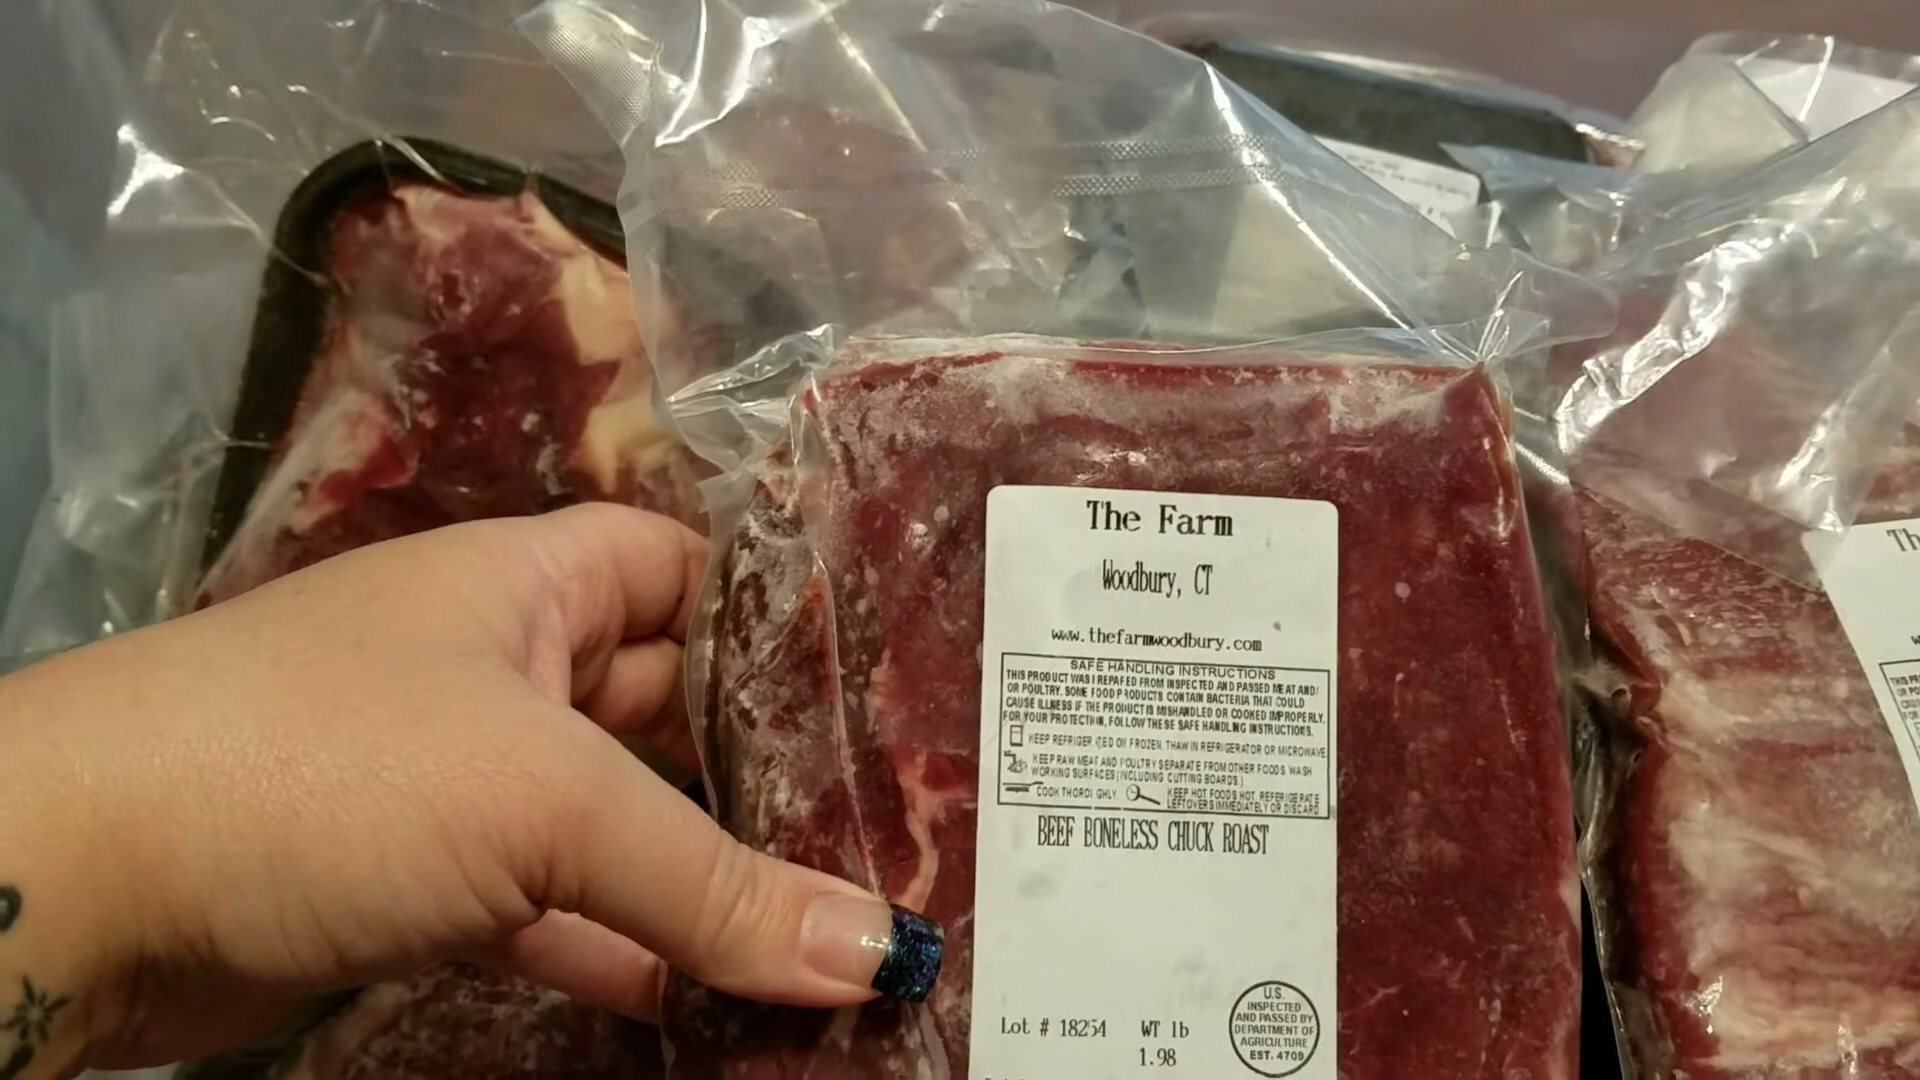 The Farm
Woodbury, CT
www.thefarmwoodbury.com
SAFE HANDLING INSTRUCTIONS
THIS PRODUCT WAS I REPAFED FROM INSPECTED AND PASSED MEAT AND/
OR POULTRY. SOME FOOD PRODUCTS CONTAIN BACTERIA THAT COULD
CAUSE ILLNESS IF THE PRODUCT IS MISHANDLED OR COOKED IMPROPERLY.
FOR YOUR PROTECTION, FOLLOW THESE SAFE HANDLING INSTRUCTIONS.
KEEP REFRIGERATED OR FROZEN. THAW IN REFRIGERATOR OR MICROWAVE.
KEEP RAW MEAT AND POULTRY SEPARATE FROM OTHER FOODS. WASH
WORKING SURFACES (INCLUDING CUTTING BOARDS)
COOK THOROUGHLY.
KEEP HOT FOODS HOT. REFERIGERATE
LEFTOVERS IMMEDIATELY OR DISCARD.
BEEF BONELESS CHUCK ROAST
Lot # 18254
WT lb
1.98
U.S.
INSPECTED
AND PASSED BY
DEPARTMENT OF
AGRICULTURE
EST. 4709
Th